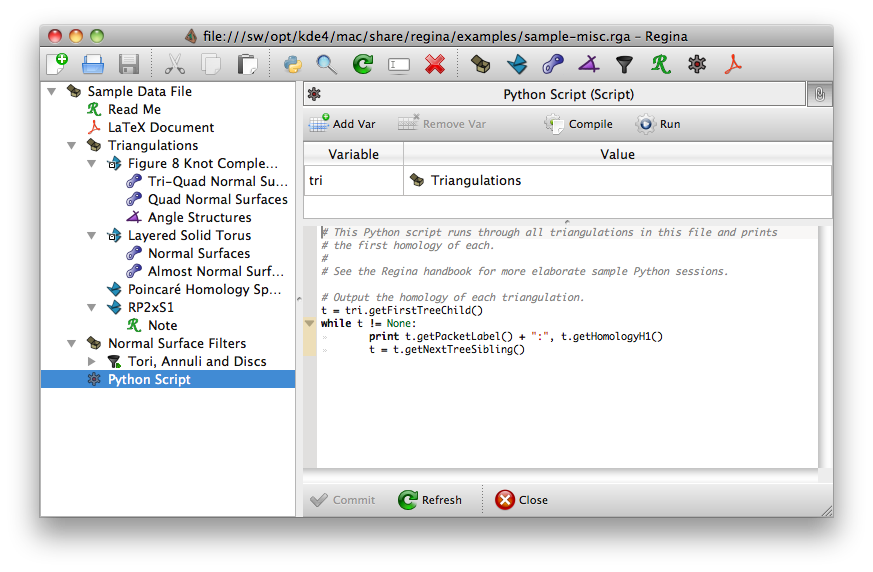 file:///sw/opt/kde4/mac/share/regina/examples/sample-misc.rga – Regina
Sample Data File
Read Me
LaTeX Document
Triangulations
Figure 8 Knot Comple...
Tri-Quad Normal Su...
Quad Normal Surfaces
Angle Structures
Layered Solid Torus
Normal Surfaces
Almost Normal Surf...
Poincaré Homology Sp...
RP2xS1
Note
Normal Surface Filters
Tori, Annuli and Discs
Python Script
Python Script (Script)
Add Var Remove Var Compile Run
Variable Value
tri Triangulations
# This Python script runs through all triangulations in this file and prints
# the first homology of each.
#
# See the Regina handbook for more elaborate sample Python sessions.
# Output the homology of each triangulation.
t = tri.getFirstTreeChild()
while t != None:
print t.getPacketLabel() + ":", t.getHomologyH1()
t = t.getNextTreeSibling()
Commit Refresh Close